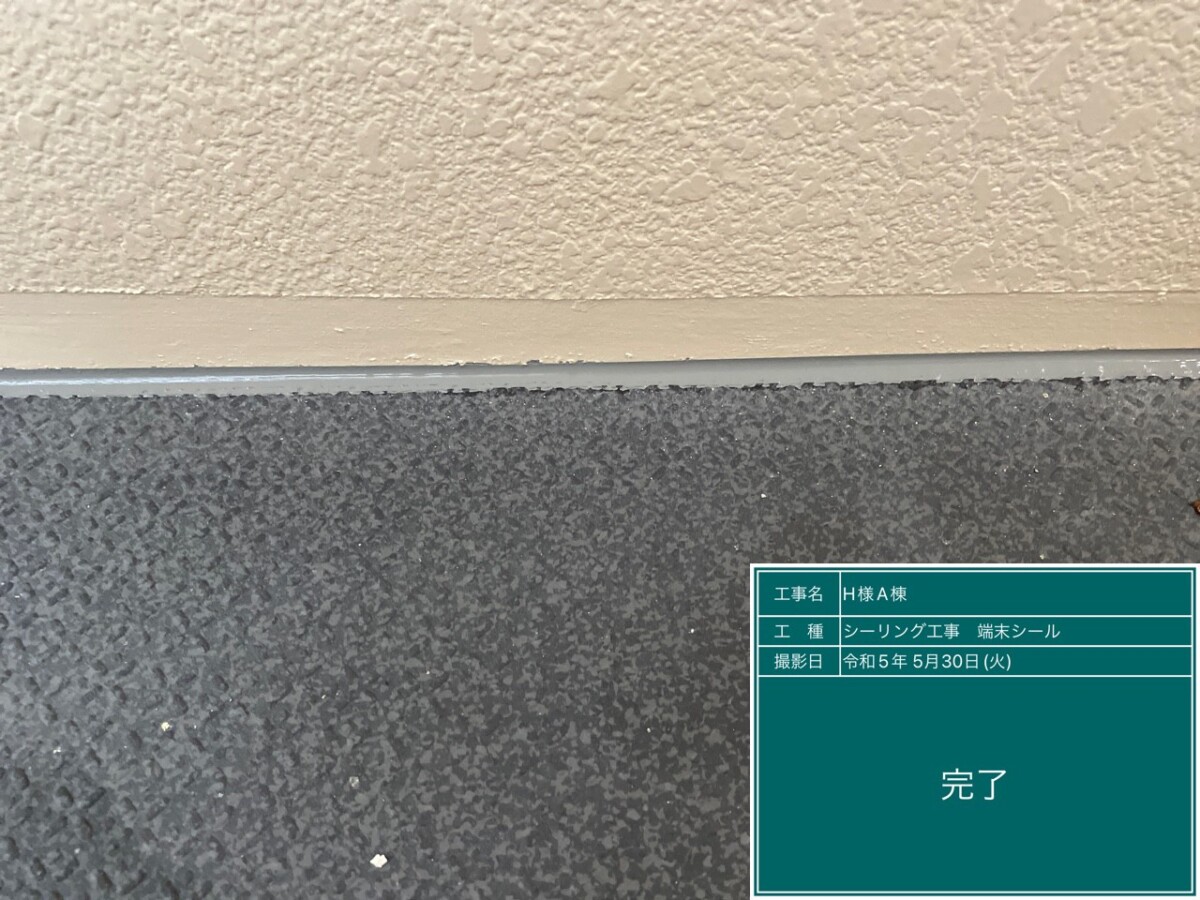 工事名 H様A棟
工 種 シーリング工事 端末シール
撮影日 令和5年 5月30日(火)
完了